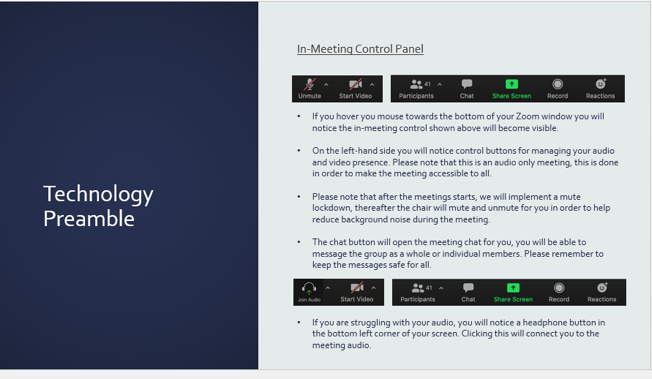 In-Meeting Control Panel
Unmute Start Video Participants 41 Chat Share Screen Record Reactions
• If you hover you mouse towards the bottom of your Zoom window you will
notice the in-meeting control shown above will become visible.
• On the left-hand side you will notice control buttons for managing your audio
and video presence. Please note that this is an audio only meeting, this is done
in order to make the meeting accessible to all.
Technology
Preamble
• Please note that after the meetings starts, we will implement a mute
lockdown, thereafter the chair will mute and unmute for you in order to help
reduce background noise during the meeting.
• The chat button will open the meeting chat for you, you will be able to
message the group as a whole or individual members. Please remember to
keep the messages safe for all.
Join Audio Start Video Participants 41 Chat Share Screen Record Reactions
• If you are struggling with your audio, you will notice a headphone button in
the bottom left corner of your screen. Clicking this will connect you to the
meeting audio.